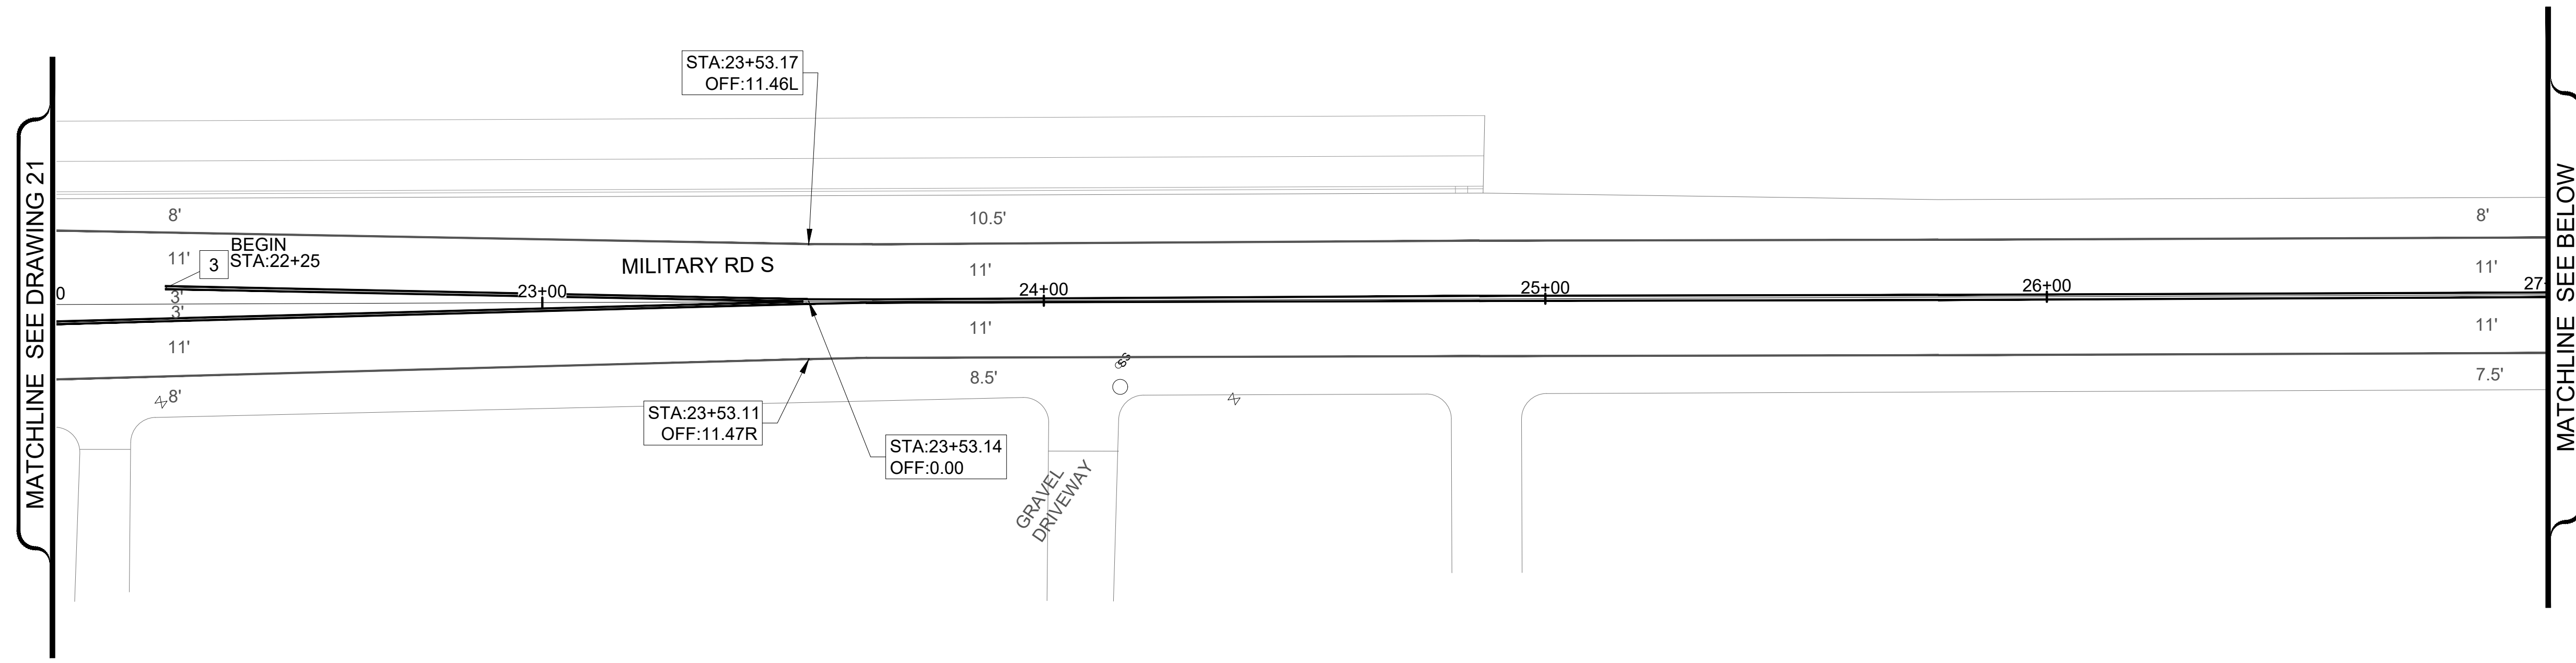 MATCHLINE SEE DRAWING 21
STA:23+53.17
OFF:11.46L
8'
10.5'
8'
BEGIN
STA:22+25
3
11'
MILITARY RD S
11'
11'
0
3'
23+00
24+00
25+00
26+00
27
3'
11'
11'
11'
SS
8'
8.5'
7.5'
STA:23+53.11
OFF:11.47R
STA:23+53.14
OFF:0.00
GRAVEL
DRIVEWAY
MATCHLINE SEE BELOW